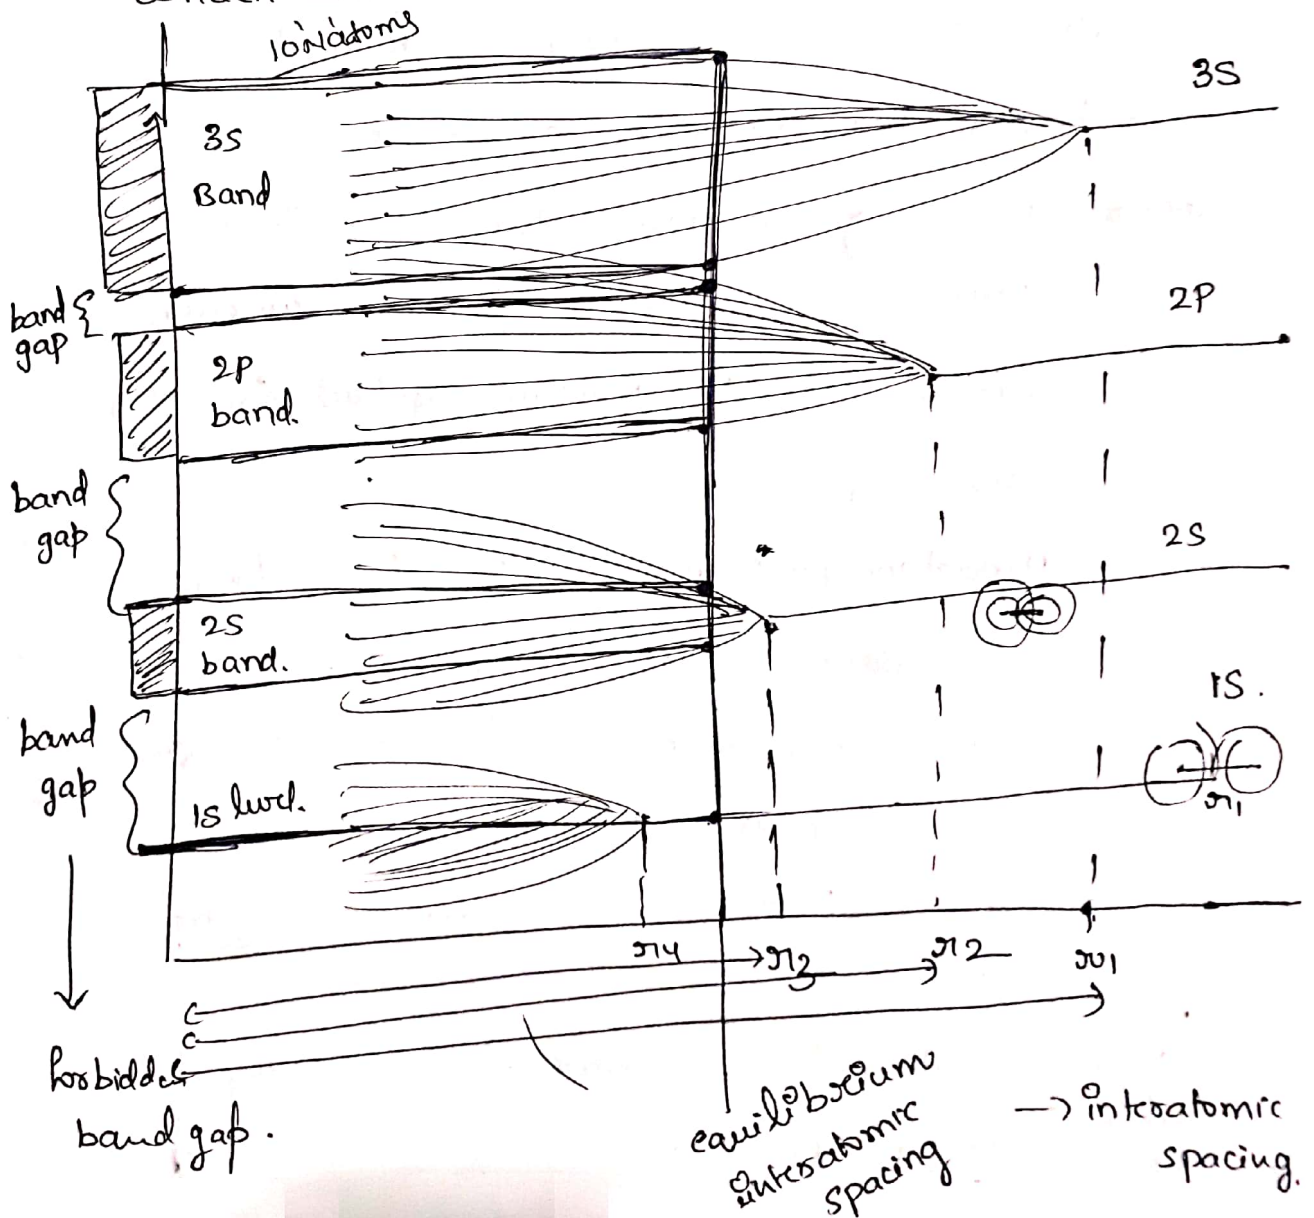 10 N atoms
3S
3S
Band
band
gap
2P
2P
band.
band
gap
2S
2S
band.
1S.
band
gap
1S level.
r1
r4
r3
r2
r1
forbidden
band gap.
equilibrium
interatomic
spacing
-> interatomic
spacing.